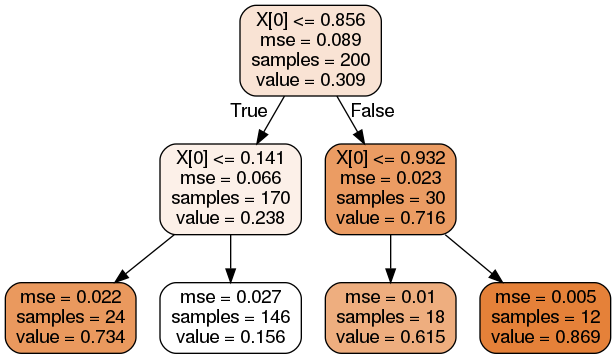 X[0] <= 0.856
mse = 0.089
samples = 200
value = 0.309
True
False
X[0] <= 0.141
mse = 0.066
samples = 170
value = 0.238
X[0] <= 0.932
mse = 0.023
samples = 30
value = 0.716
mse = 0.022
samples = 24
value = 0.734
mse = 0.027
samples = 146
value = 0.156
mse = 0.01
samples = 18
value = 0.615
mse = 0.005
samples = 12
value = 0.869